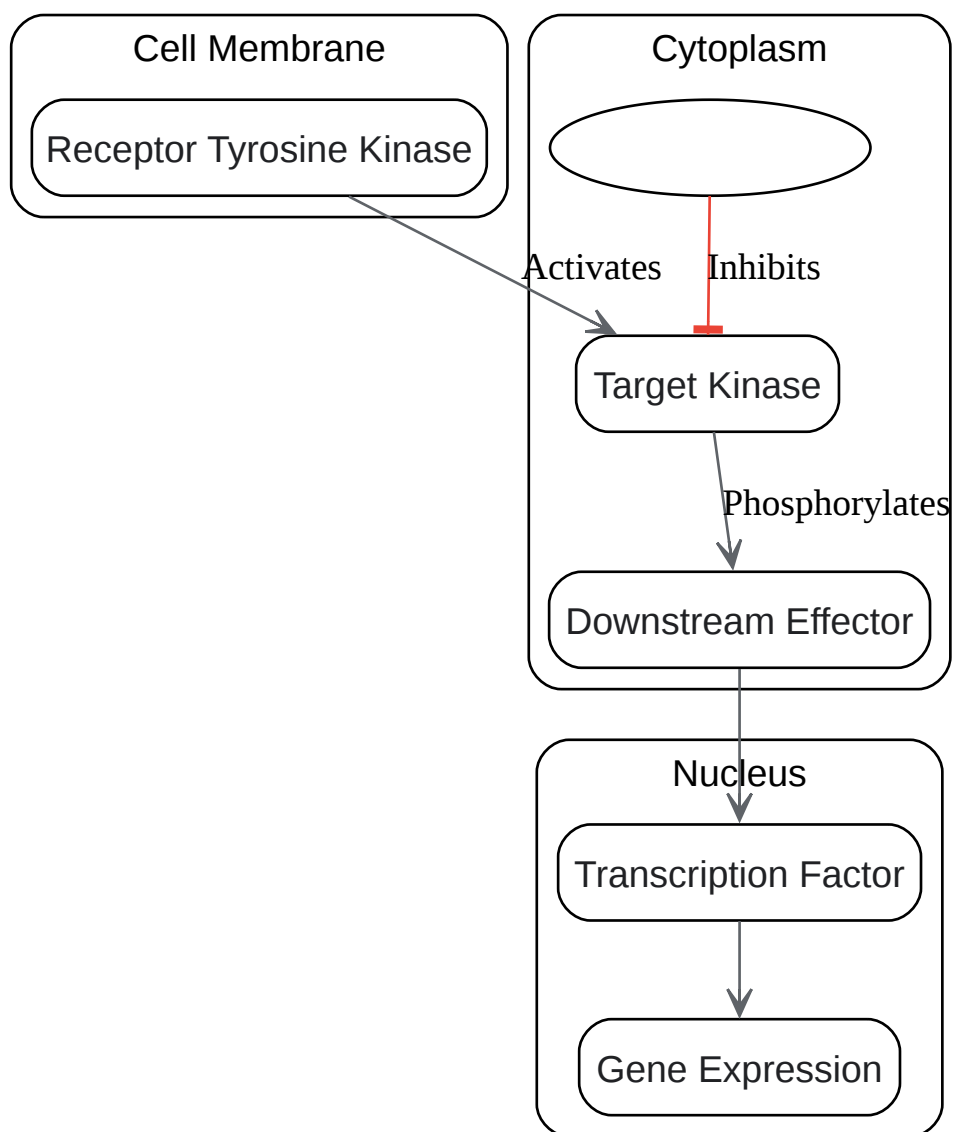 Cell Membrane
Receptor Tyrosine Kinase
Cytoplasm
Activates
Inhibits
Target Kinase
Phosphorylates
Downstream Effector
Nucleus
Transcription Factor
Gene Expression